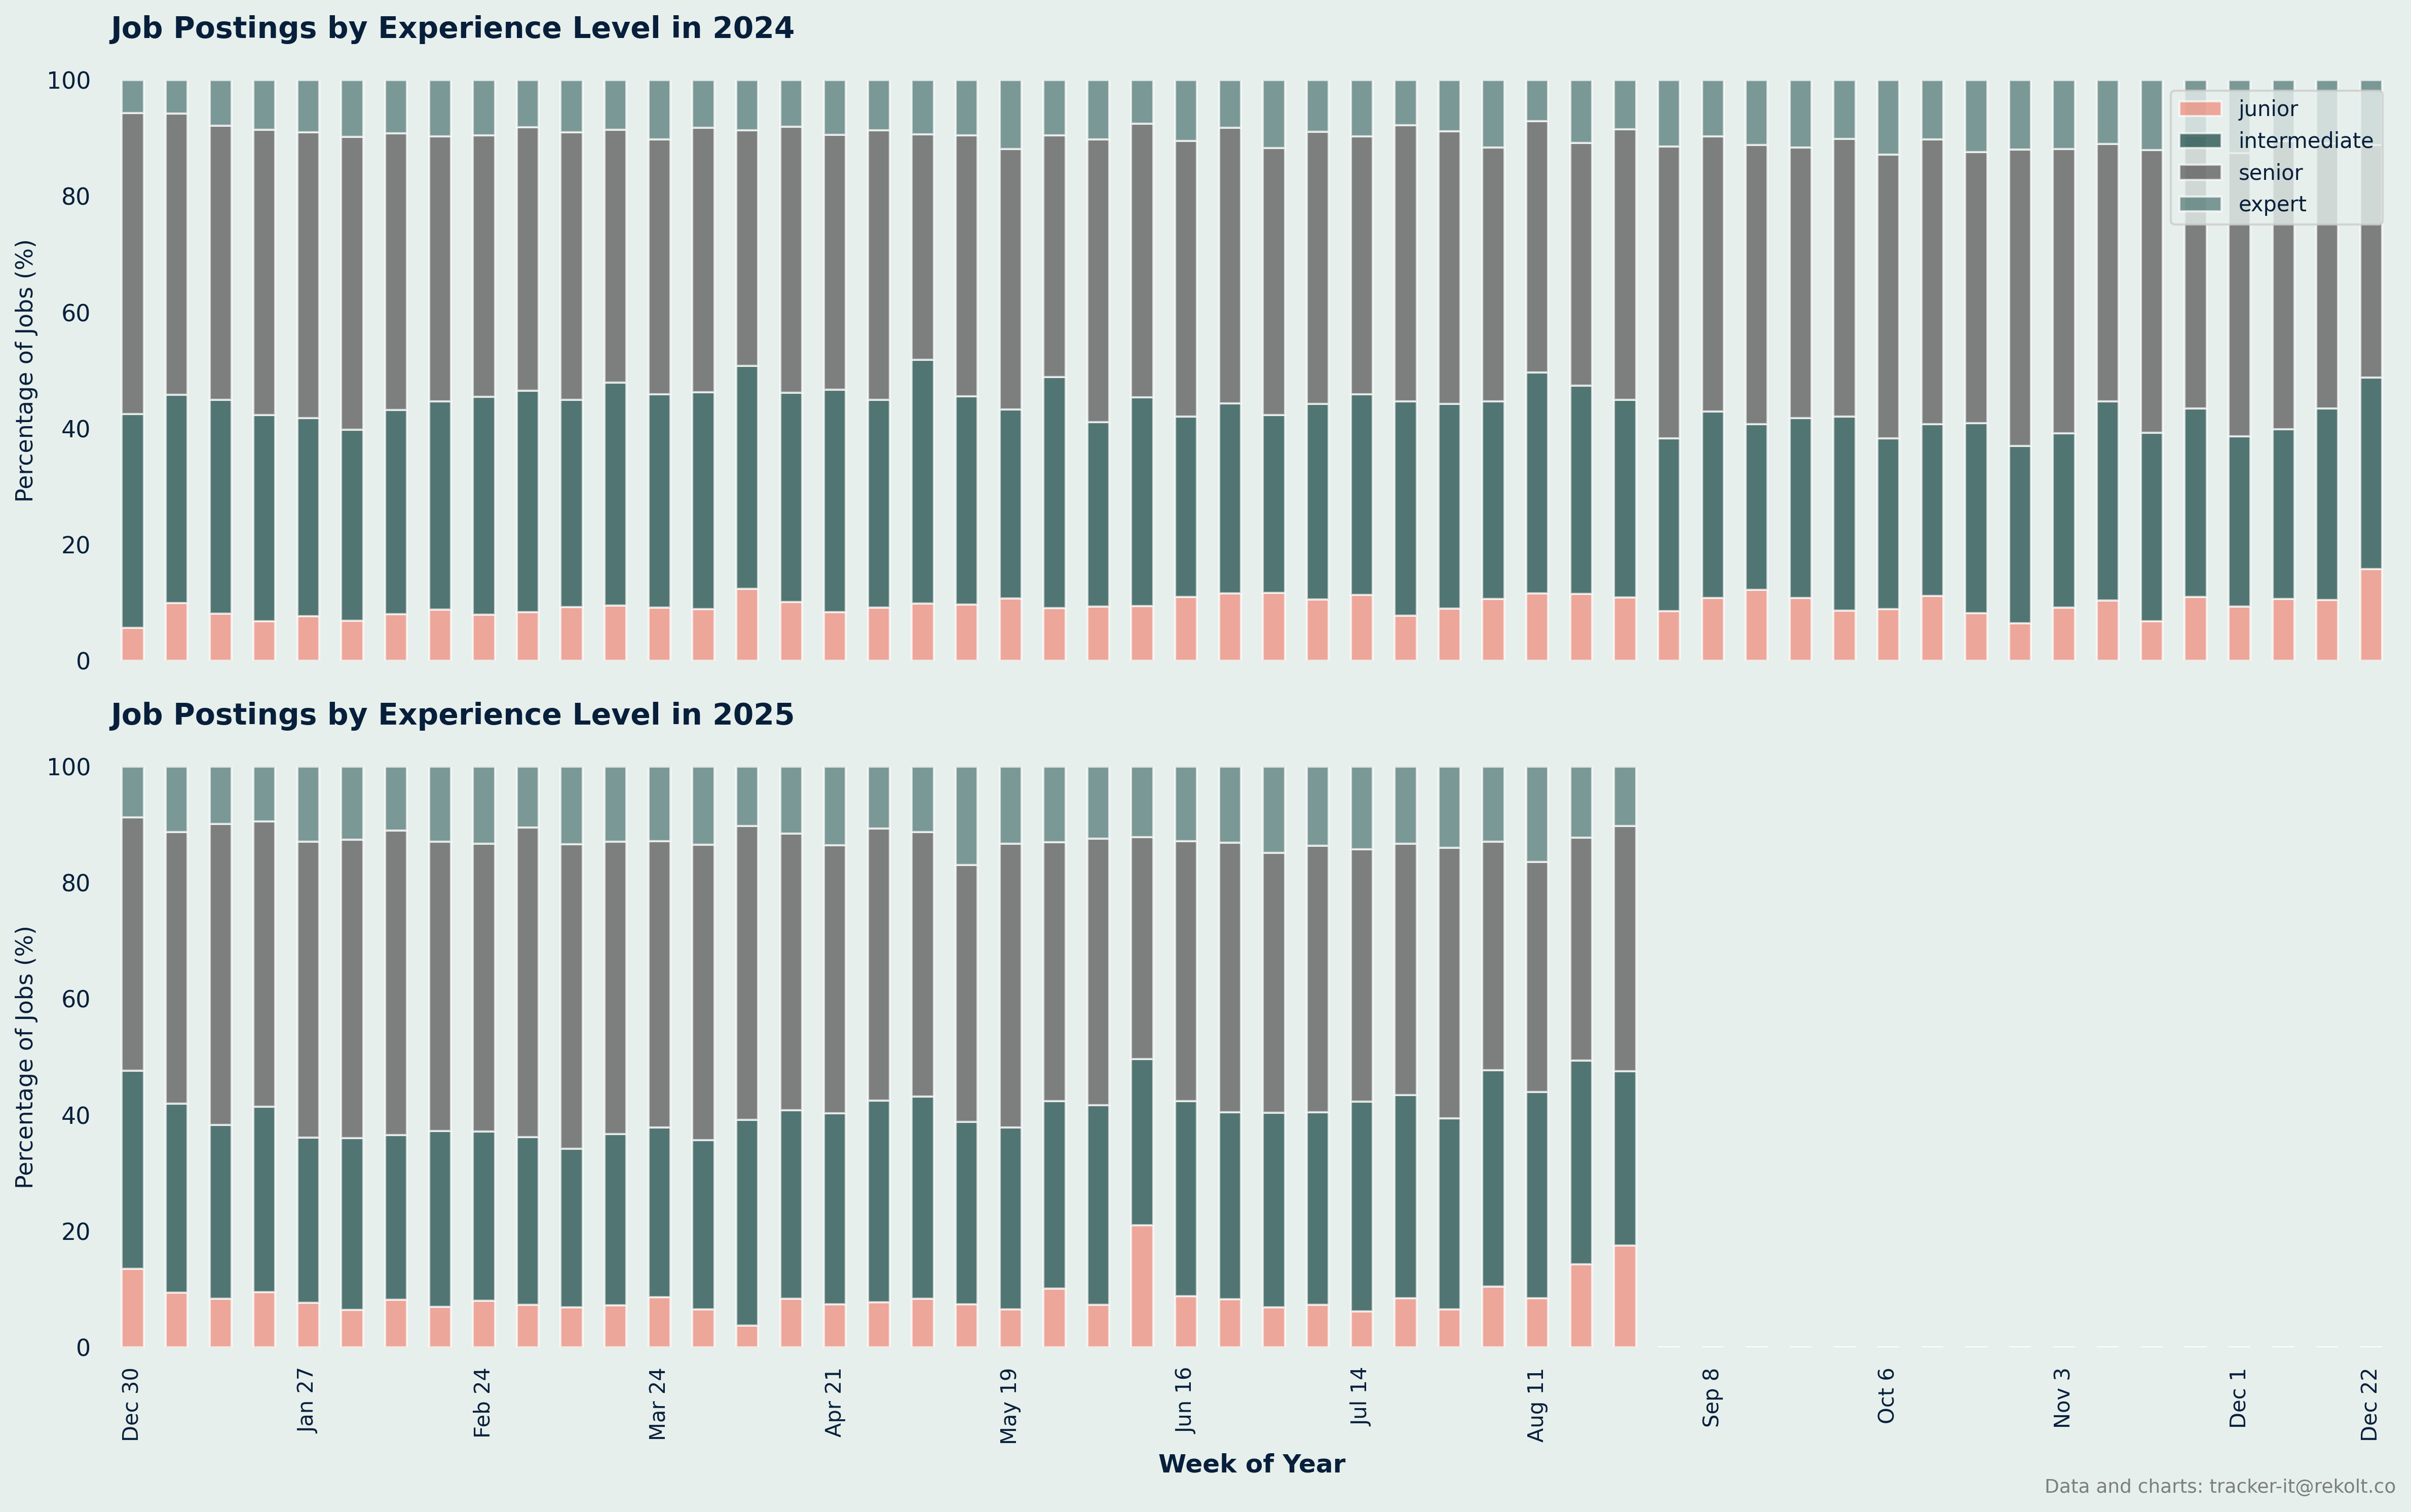 Job Postings by Experience Level in 2024
Percentage of Jobs (%)
100
80
60
40
20
0
junior
intermediate
senior
expert
Job Postings by Experience Level in 2025
Percentage of Jobs (%)
100
80
60
40
20
0
Dec 30
Jan 27
Feb 24
Mar 24
Apr 21
May 19
Jun 16
Jul 14
Aug 11
Sep 8
Oct 6
Nov 3
Dec 1
Dec 22
Week of Year
Data and charts: tracker-it@rekolt.co